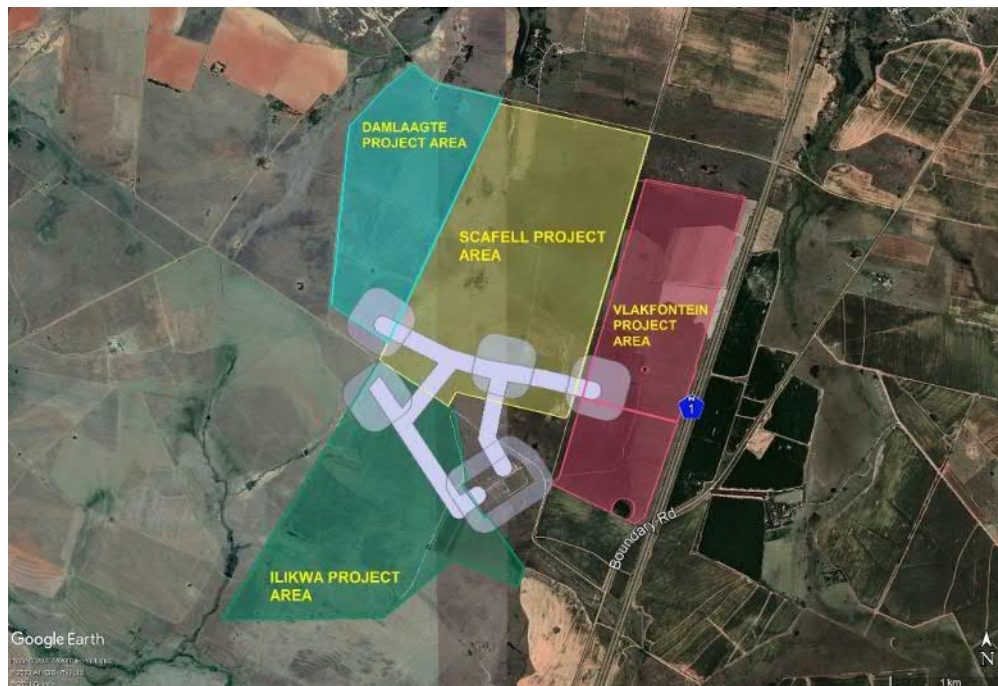 DAMLAAGTE
PROJECT AREA
SCAFELL PROJECT
AREA
VLAKFONTEIN
PROJECT
AREA
1
Boundary Rd
ILIKWA PROJECT
AREA
Google Earth
N
1 km